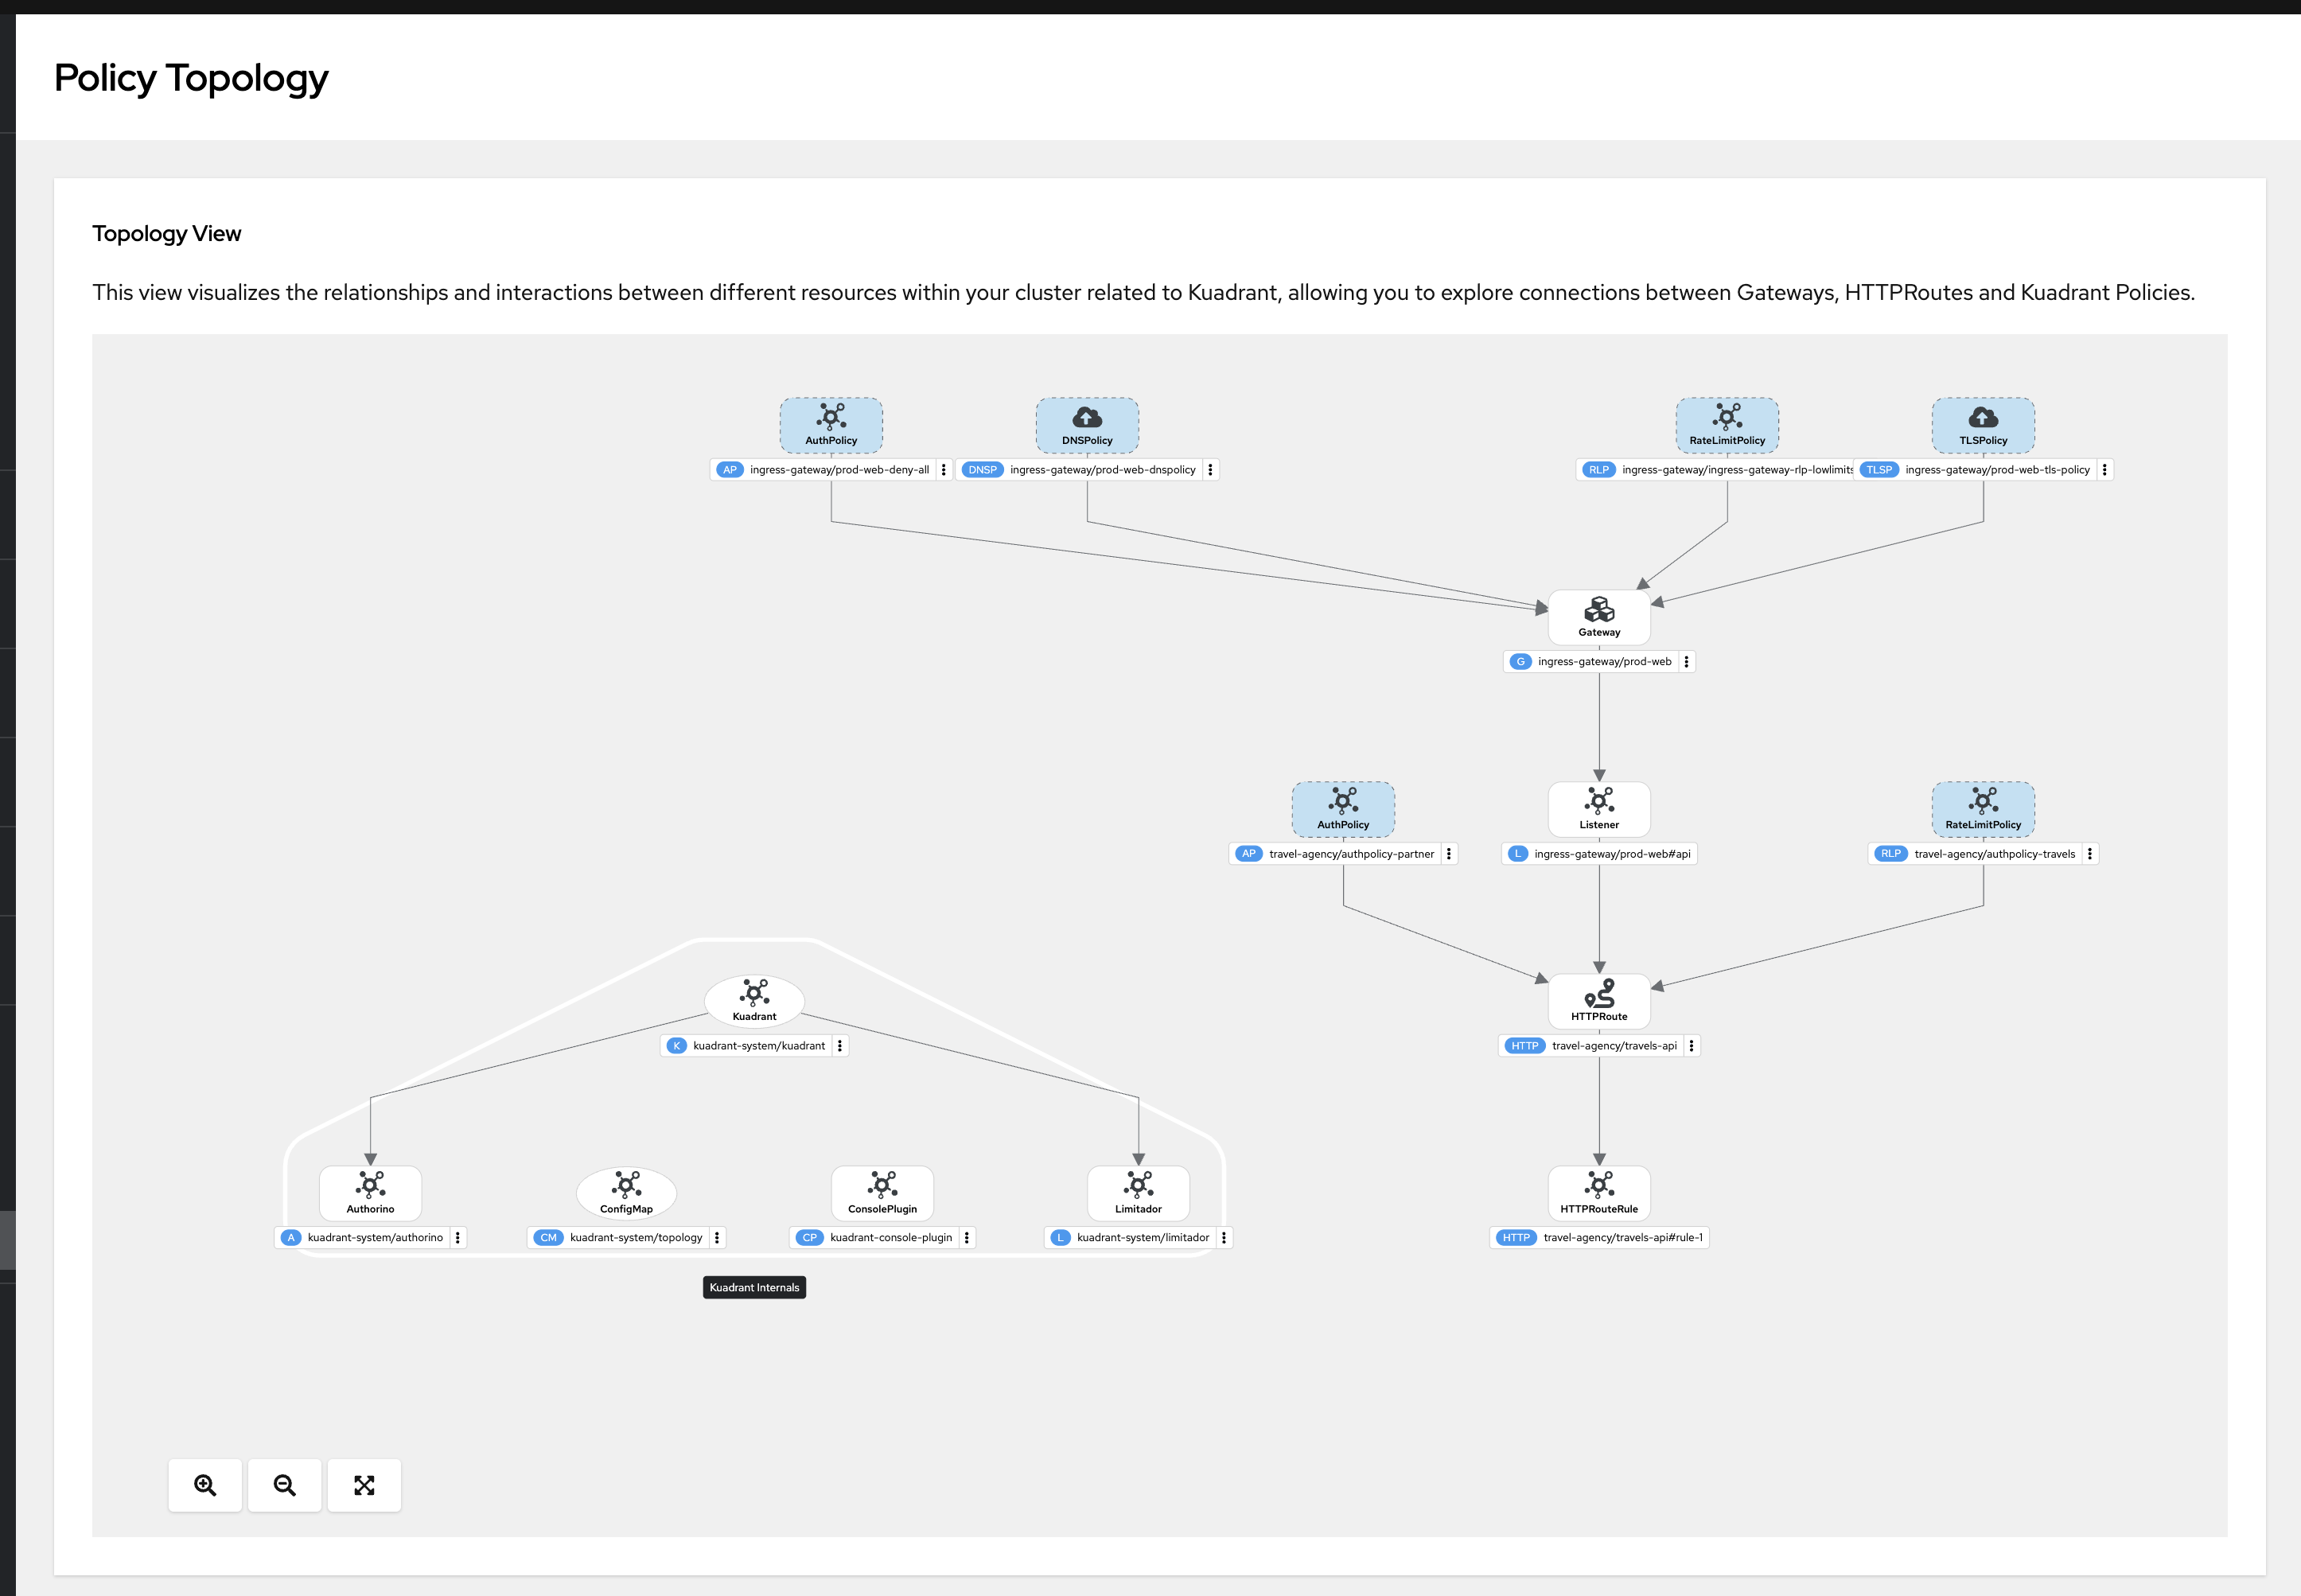 Policy Topology
Topology View
This view visualizes the relationships and interactions between different resources within your cluster related to Kuadrant, allowing you to explore connections between Gateways, HTTPRoutes and Kuadrant Policies.
AuthPolicy
DNSPolicy
RateLimitPolicy
TLSPolicy
AP ingress-gateway/prod-web-deny-all
DNSP ingress-gateway/prod-web-dnspolicy
RLP ingress-gateway/ingress-gateway-rlp-lowlimits
TLSP ingress-gateway/prod-web-tls-policy
Gateway
G ingress-gateway/prod-web
AuthPolicy
Listener
RateLimitPolicy
AP travel-agency/authpolicy-partner
L ingress-gateway/prod-web#api
RLP travel-agency/authpolicy-travels
Kuadrant
HTTPRoute
K kuadrant-system/kuadrant
HTTP travel-agency/travels-api
Authorino
ConfigMap
ConsolePlugin
Limitador
HTTPRouteRule
A kuadrant-system/authorino
CM kuadrant-system/topology
CP kuadrant-console-plugin
L kuadrant-system/limitador
HTTP travel-agency/travels-api#rule-1
Kuadrant Internals